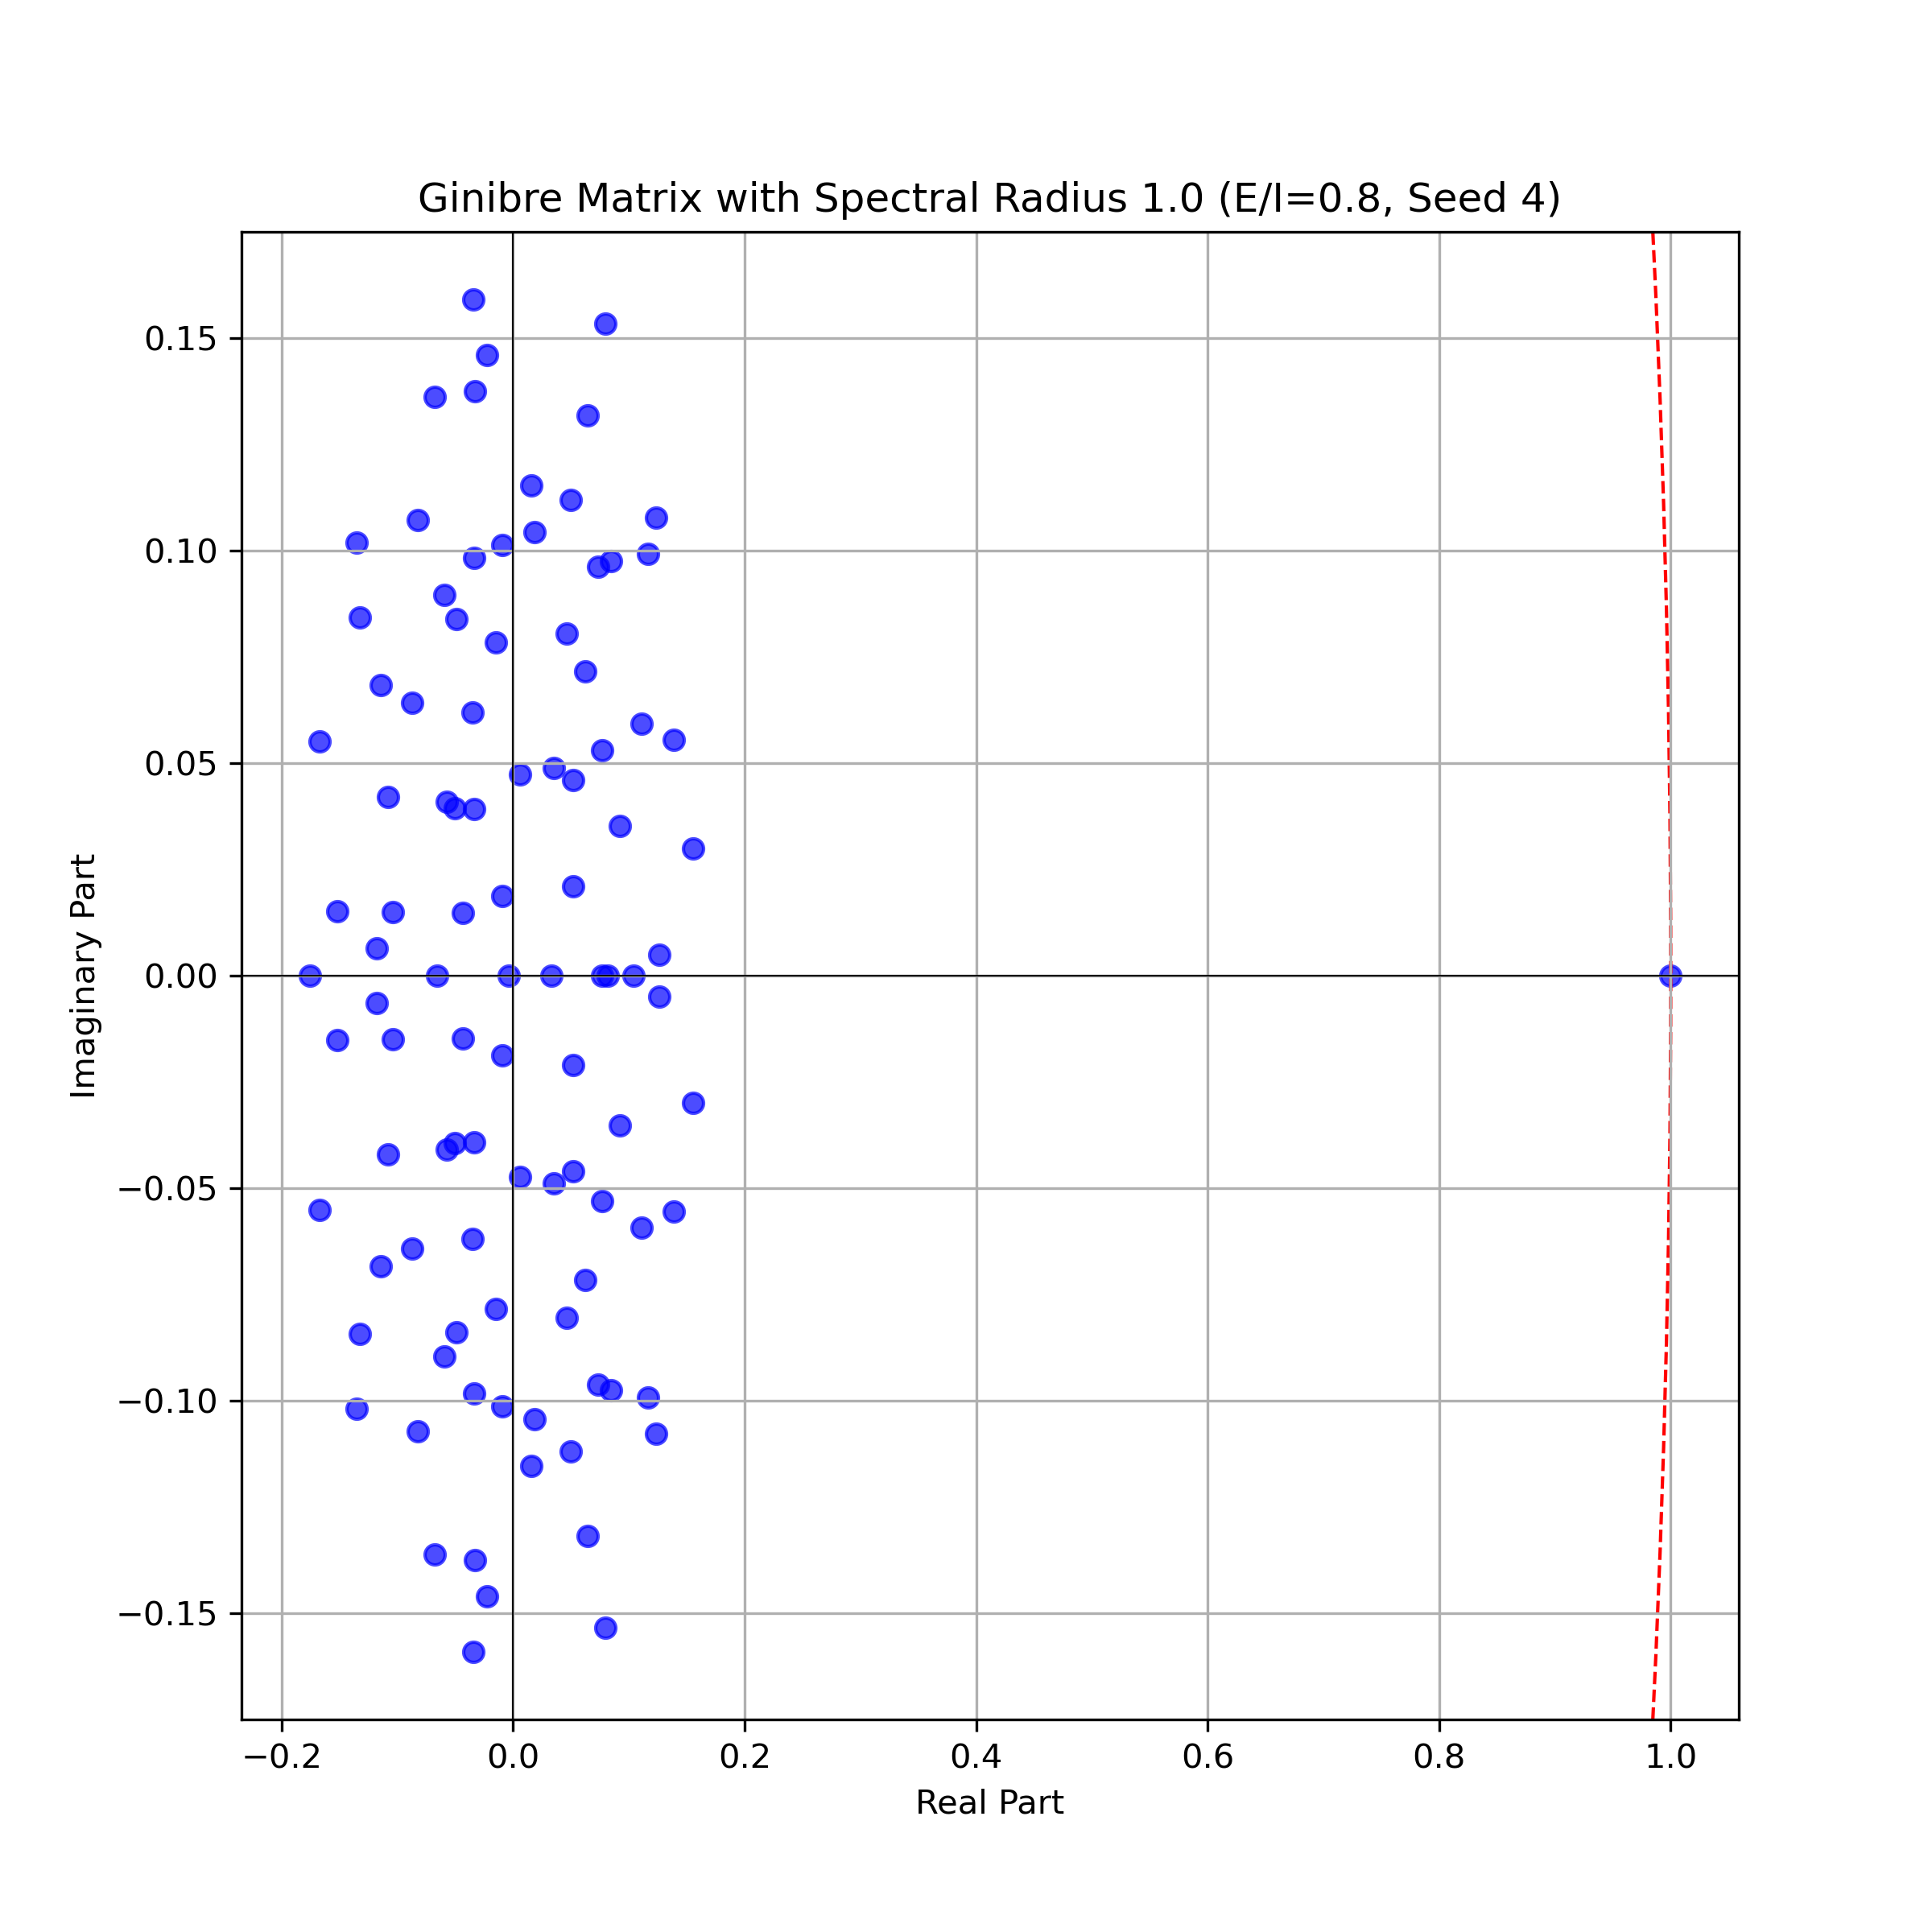 Ginibre Matrix with Spectral Radius 1.0 (E/I=0.8, Seed 4)
0.15
0.10
0.05
0.00
−0.05
−0.10
−0.15
Imaginary Part
−0.2 0.0 0.2 0.4 0.6 0.8 1.0
Real Part